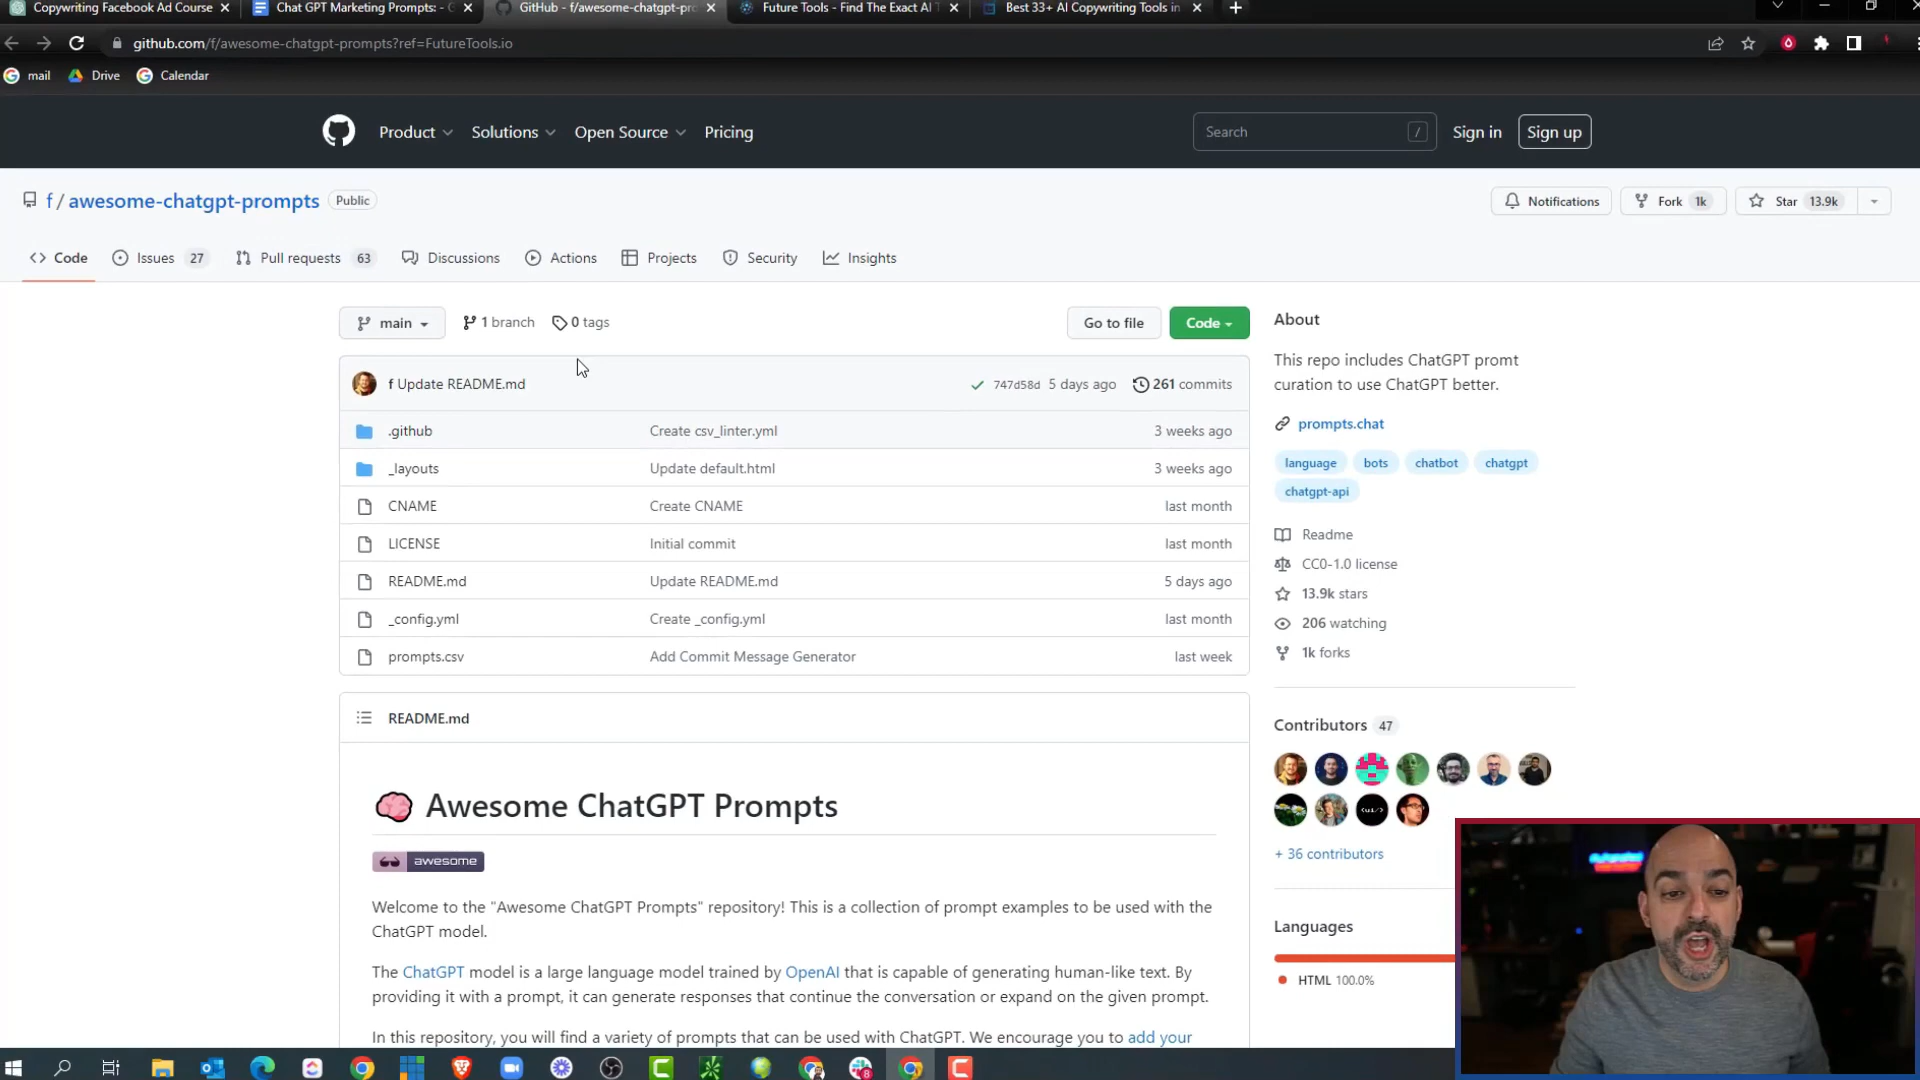 Copywriting Facebook Ad Course
Chat GPT Marketing Prompts: - G
GitHub - f/awesome-chatgpt-pro
Future Tools - Find The Exact AI T
Best 33+ AI Copywriting Tools in
github.com/f/awesome-chatgpt-prompts?ref=FutureTools.io
mail
Drive
Calendar
Product
Solutions
Open Source
Pricing
Search
/
Sign in
Sign up
f / awesome-chatgpt-prompts
Public
Notifications
Fork 1k
Star 13.9k
Code
Issues 27
Pull requests 63
Discussions
Actions
Projects
Security
Insights
main
1 branch
0 tags
Go to file
Code
f Update README.md
747d58d 5 days ago
261 commits
.github
Create csv_linter.yml
3 weeks ago
_layouts
Update default.html
3 weeks ago
CNAME
Create CNAME
last month
LICENSE
Initial commit
last month
README.md
Update README.md
5 days ago
_config.yml
Create _config.yml
last month
prompts.csv
Add Commit Message Generator
last week
README.md
Awesome ChatGPT Prompts
awesome
Welcome to the "Awesome ChatGPT Prompts" repository! This is a collection of prompt examples to be used with the
ChatGPT model.
The ChatGPT model is a large language model trained by OpenAI that is capable of generating human-like text. By
providing it with a prompt, it can generate responses that continue the conversation or expand on the given prompt.
In this repository, you will find a variety of prompts that can be used with ChatGPT. We encourage you to add your
About
This repo includes ChatGPT promt
curation to use ChatGPT better.
prompts.chat
language
bots
chatbot
chatgpt
chatgpt-api
Readme
CC0-1.0 license
13.9k stars
206 watching
1k forks
Contributors 47
+ 36 contributors
Languages
HTML 100.0%